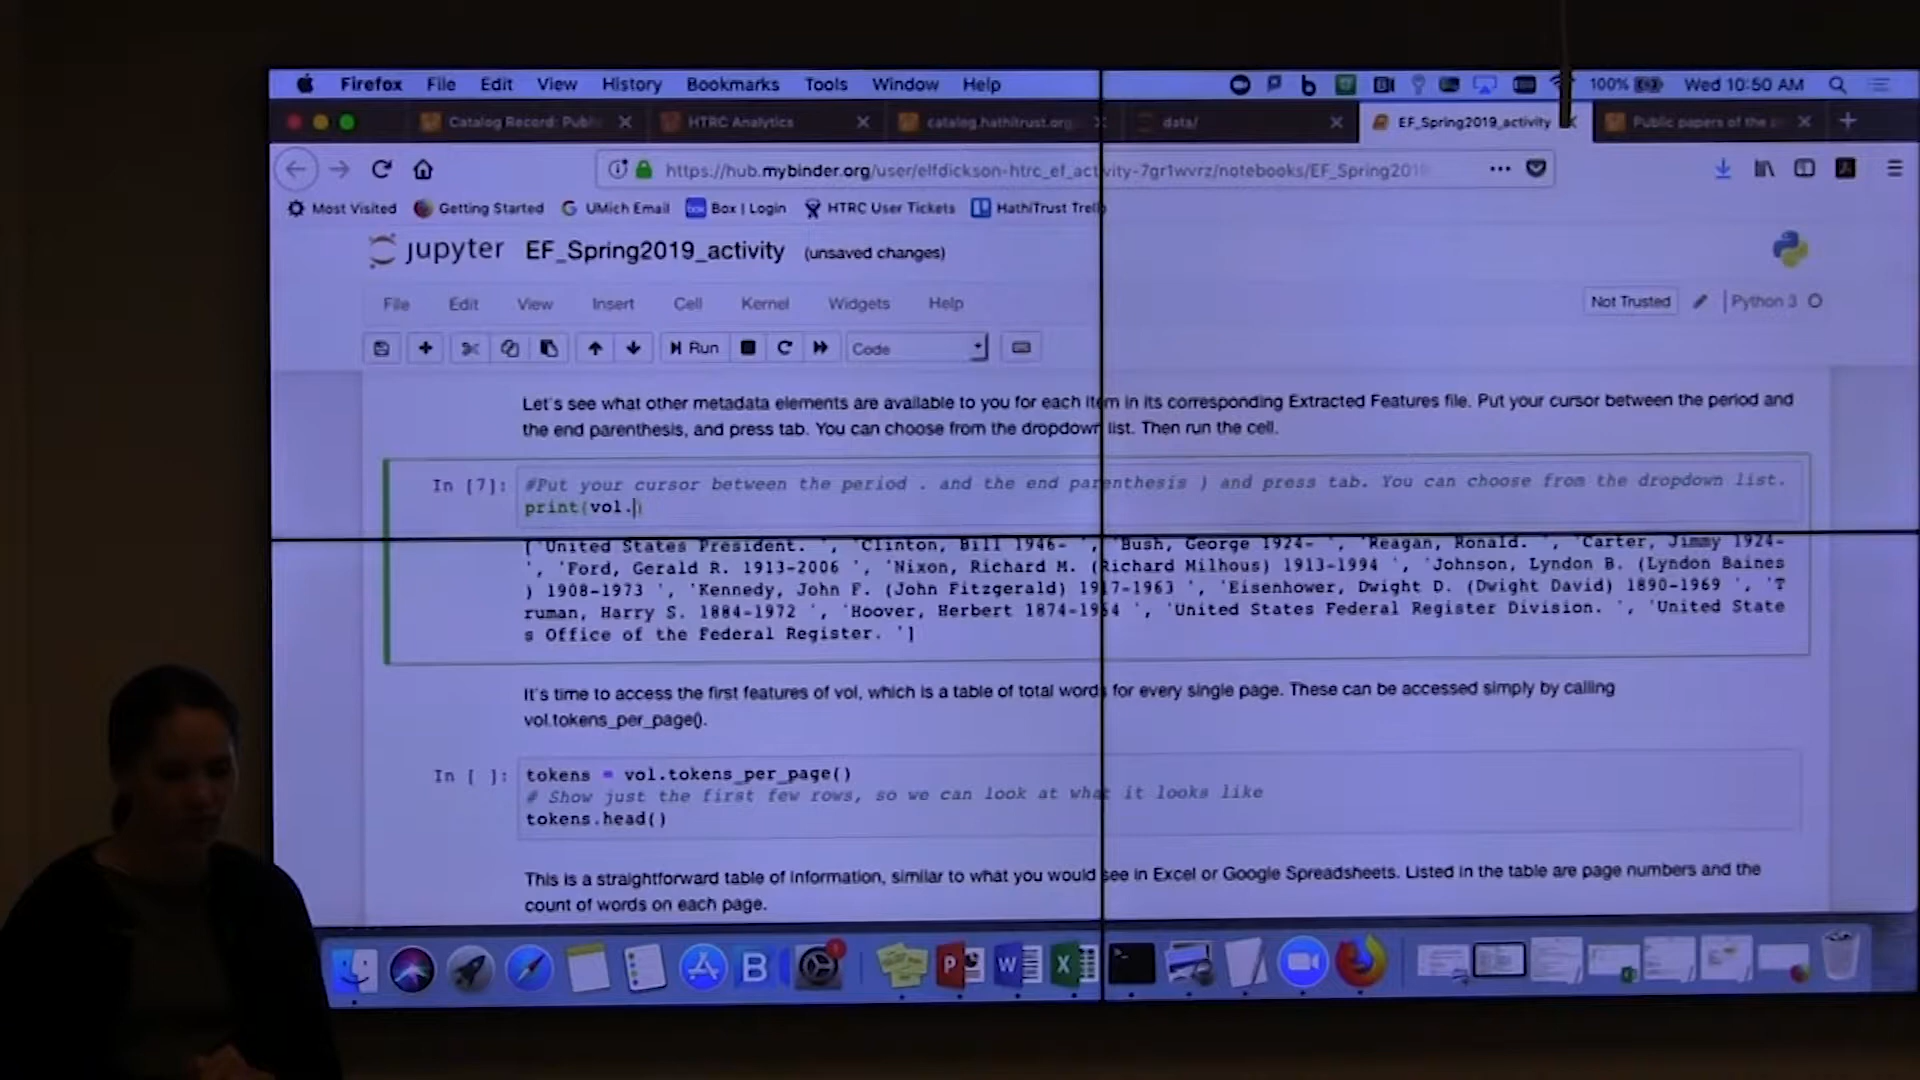 Firefox File Edit View History Bookmarks Tools Window Help 100% Wed 10:50 AM
Catalog Record: Publ HTRC Analytics catalog.hathitrust.org data/ EF_Spring2019_activity Public papers of the
https://hub.mybinder.org/user/elfdickson-htrc_ef_activity-7gr1wvrz/notebooks/EF_Spring201
Most Visited Getting Started UMich Email Box | Login HTRC User Tickets HathiTrust Trello
jupyter EF_Spring2019_activity (unsaved changes)
File Edit View Insert Cell Kernel Widgets Help Not Trusted Python 3
Run Code
Let's see what other metadata elements are available to you for each item in its corresponding Extracted Features file. Put your cursor between the period and
the end parenthesis, and press tab. You can choose from the dropdown list. Then run the cell.
In [7]: #Put your cursor between the period . and the end parenthesis ) and press tab. You can choose from the dropdown list.
print(vol.)
['United States President. ', 'Clinton, Bill 1946- ', 'Bush, George 1924- ', 'Reagan, Ronald. ', 'Carter, Jimmy 1924-
', 'Ford, Gerald R. 1913-2006 ', 'Nixon, Richard M. (Richard Milhous) 1913-1994 ', 'Johnson, Lyndon B. (Lyndon Baines
) 1908-1973 ', 'Kennedy, John F. (John Fitzgerald) 1917-1963 ', 'Eisenhower, Dwight D. (Dwight David) 1890-1969 ', 'T
ruman, Harry S. 1884-1972 ', 'Hoover, Herbert 1874-1964 ', 'United States Federal Register Division. ', 'United State
s Office of the Federal Register. ']
It's time to access the first features of vol, which is a table of total words for every single page. These can be accessed simply by calling
vol.tokens_per_page().
In [ ]: tokens = vol.tokens_per_page()
# Show just the first few rows, so we can look at what it looks like
tokens.head()
This is a straightforward table of information, similar to what you would see in Excel or Google Spreadsheets. Listed in the table are page numbers and the
count of words on each page.